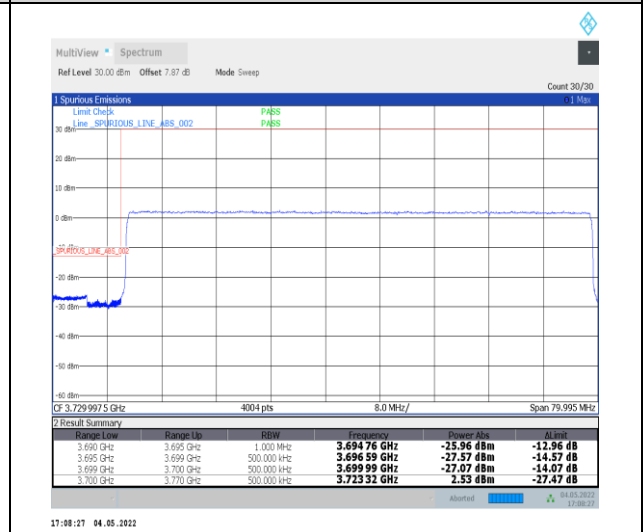 MultiView Spectrum
Ref Level 30.00 dBm Offset 7.87 dB Mode Sweep
Count 30/30
1 Spurious Emissions 1 Max
Limit Check PASS
Line _SPURIOUS_LINE_ABS_002 PASS
30 dBm
20 dBm
10 dBm
0 dBm
-10 dBm
_SPURIOUS_LINE_ABS_002
-20 dBm
-30 dBm
-40 dBm
-50 dBm
-60 dBm
CF 3.729 997 5 GHz 4004 pts 8.0 MHz/ Span 79.995 MHz
2 Result Summary
Range Low Range Up RBW Frequency Power Abs ΔLimit
3.690 GHz 3.695 GHz 1.000 MHz 3.694 76 GHz -25.96 dBm -12.96 dB
3.695 GHz 3.699 GHz 500.000 kHz 3.696 59 GHz -27.57 dBm -14.57 dB
3.699 GHz 3.700 GHz 500.000 kHz 3.699 99 GHz -27.07 dBm -14.07 dB
3.700 GHz 3.770 GHz 500.000 kHz 3.723 32 GHz 2.53 dBm -27.47 dB
Aborted 04.05.2022
17:08:27
17:08:27 04.05.2022